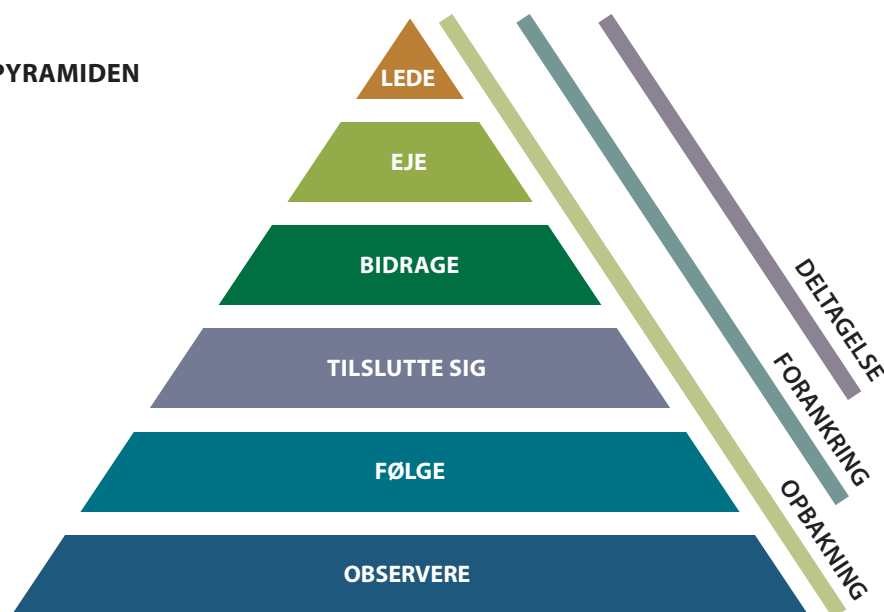 PYRAMIDEN
LEDE
EJE
BIDRAGE
TILSLUTTE SIG
FØLGE
OBSERVERE
DELTAGELSE
FORANKRING
OPBAKNING